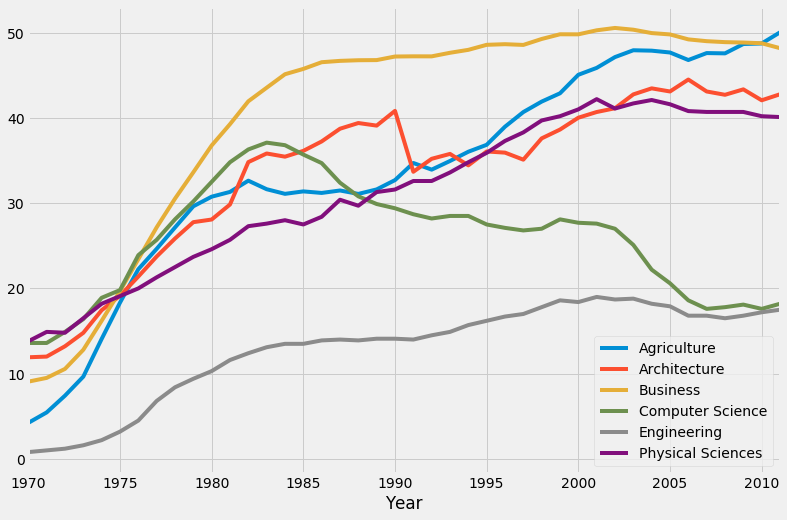 50
40
30
20
10
0
1970 1975 1980 1985 1990 1995 2000 2005 2010
Year
Agriculture
Architecture
Business
Computer Science
Engineering
Physical Sciences